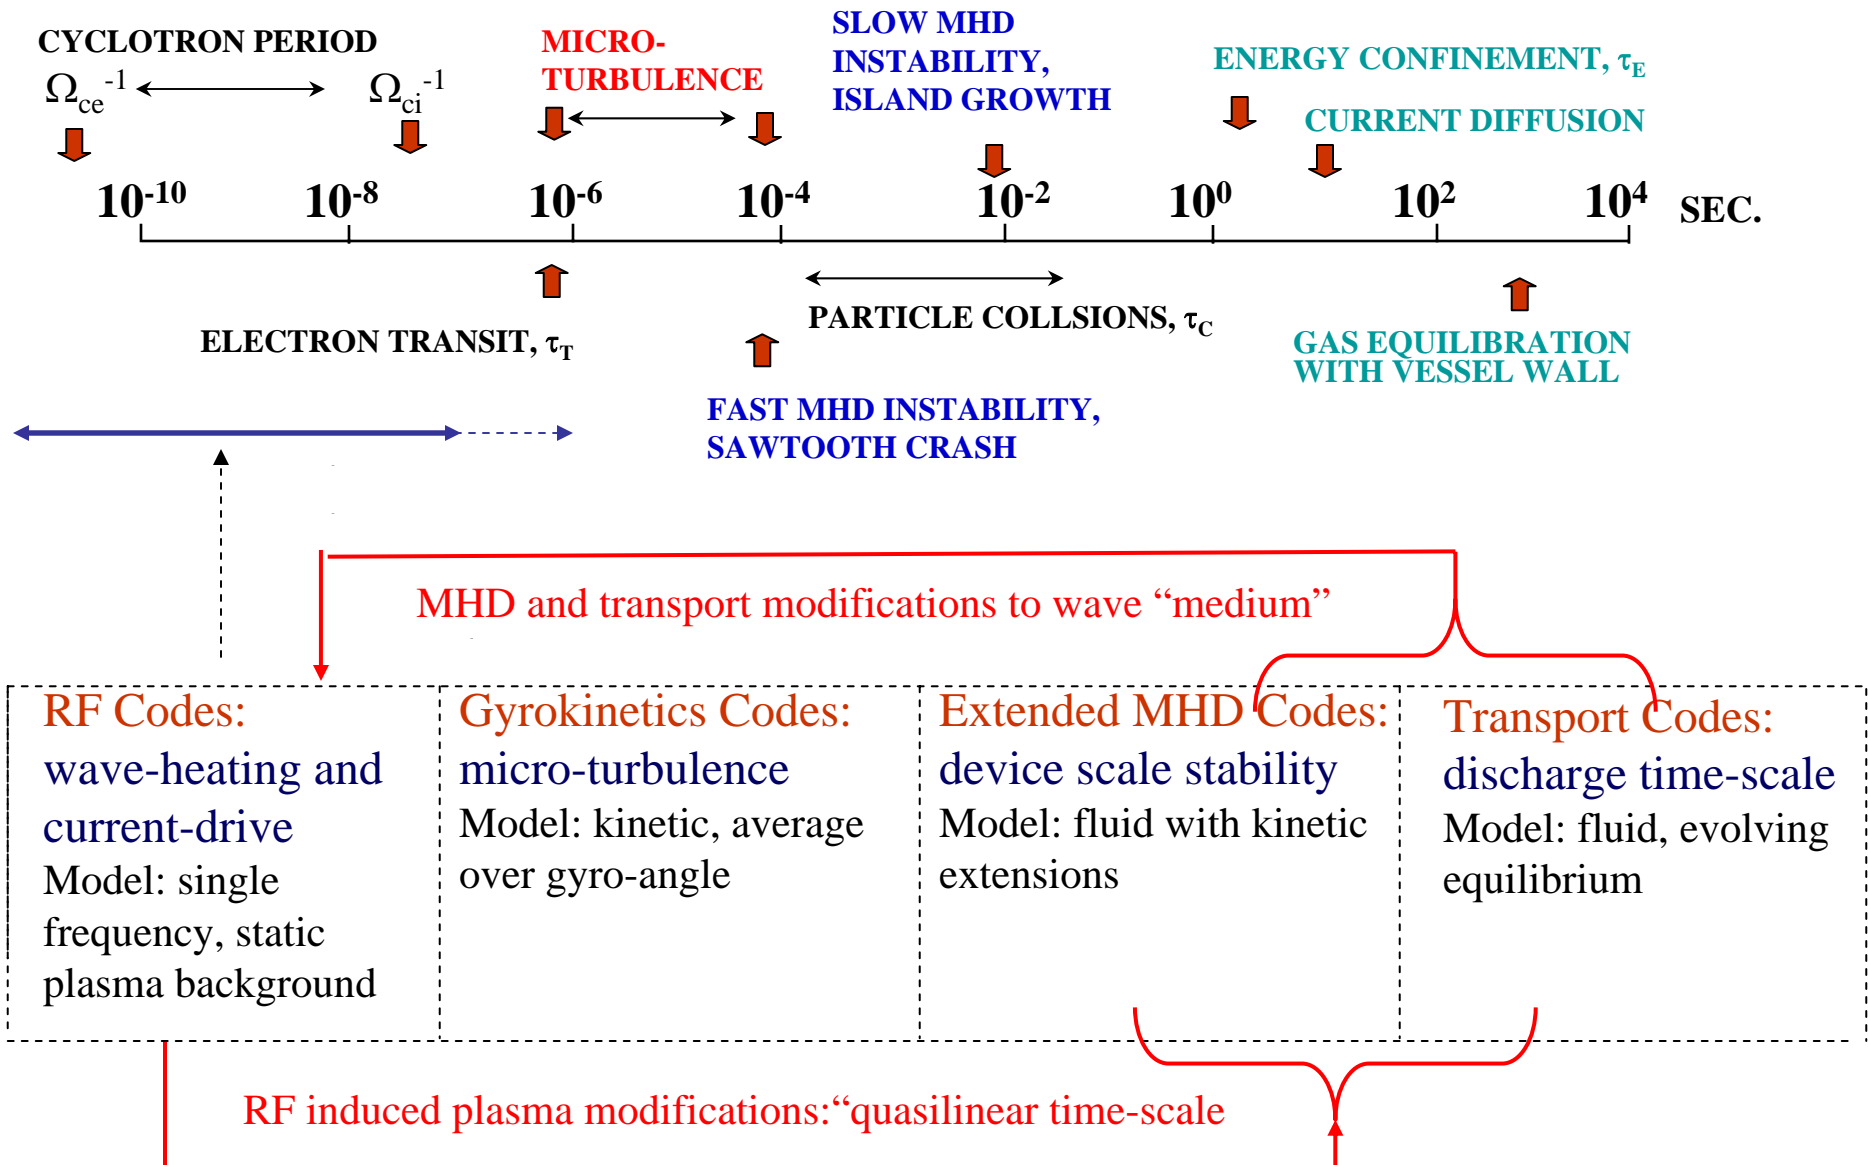 CYCLOTRON PERIOD
Ωce-1
Ωci-1
MICRO-
TURBULENCE
SLOW MHD
INSTABILITY,
ISLAND GROWTH
ENERGY CONFINEMENT, τE
CURRENT DIFFUSION
10-10 10-8 10-6 10-4 10-2 100 102 104 SEC.
ELECTRON TRANSIT, τT
PARTICLE COLLSIONS, τC
GAS EQUILIBRATION
WITH VESSEL WALL
FAST MHD INSTABILITY,
SAWTOOTH CRASH
MHD and transport modifications to wave “medium”
RF Codes:
wave-heating and
current-drive
Model: single
frequency, static
plasma background
Gyrokinetics Codes:
micro-turbulence
Model: kinetic, average
over gyro-angle
Extended MHD Codes:
device scale stability
Model: fluid with kinetic
extensions
Transport Codes:
discharge time-scale
Model: fluid, evolving
equilibrium
RF induced plasma modifications:“quasilinear time-scale